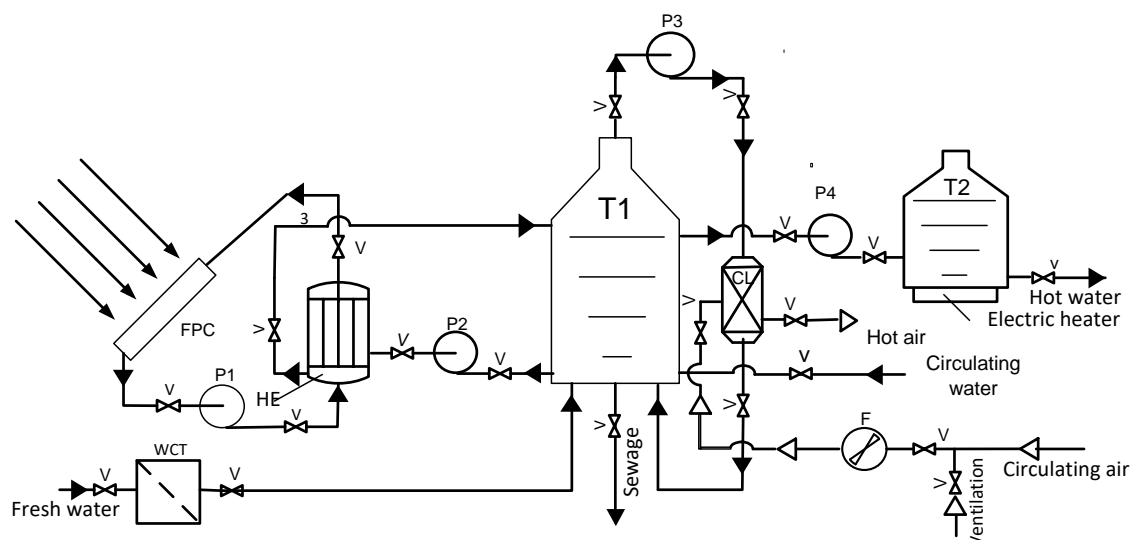 P3
V
V
P4
T2
T1
3
V
V
V
CL
V
V
v
Hot water
Electric heater
FPC
V
V
P2
V
V
Hot air
V
Circulating
water
HE
V
P1
V
V
V
F
V
WCT
V
V
Circulating air
V
Fresh water
Sewage
Ventilation